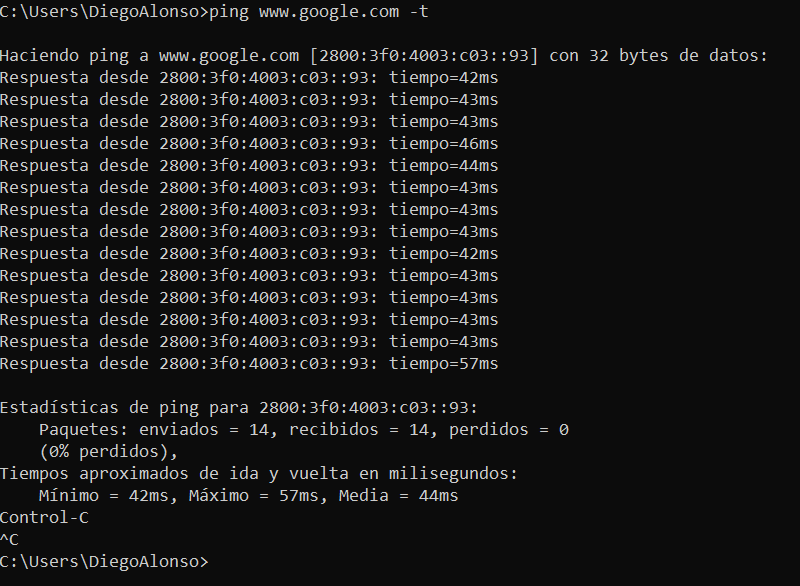 C:\Users\DiegoAlonso>ping www.google.com -t
Haciendo ping a www.google.com [2800:3f0:4003:c03::93] con 32 bytes de datos:
Respuesta desde 2800:3f0:4003:c03::93: tiempo=42ms
Respuesta desde 2800:3f0:4003:c03::93: tiempo=43ms
Respuesta desde 2800:3f0:4003:c03::93: tiempo=43ms
Respuesta desde 2800:3f0:4003:c03::93: tiempo=46ms
Respuesta desde 2800:3f0:4003:c03::93: tiempo=44ms
Respuesta desde 2800:3f0:4003:c03::93: tiempo=43ms
Respuesta desde 2800:3f0:4003:c03::93: tiempo=43ms
Respuesta desde 2800:3f0:4003:c03::93: tiempo=43ms
Respuesta desde 2800:3f0:4003:c03::93: tiempo=42ms
Respuesta desde 2800:3f0:4003:c03::93: tiempo=43ms
Respuesta desde 2800:3f0:4003:c03::93: tiempo=43ms
Respuesta desde 2800:3f0:4003:c03::93: tiempo=43ms
Respuesta desde 2800:3f0:4003:c03::93: tiempo=43ms
Respuesta desde 2800:3f0:4003:c03::93: tiempo=57ms
Estadísticas de ping para 2800:3f0:4003:c03::93:
Paquetes: enviados = 14, recibidos = 14, perdidos = 0
(0% perdidos),
Tiempos aproximados de ida y vuelta en milisegundos:
Mínimo = 42ms, Máximo = 57ms, Media = 44ms
Control-C
^C
C:\Users\DiegoAlonso>